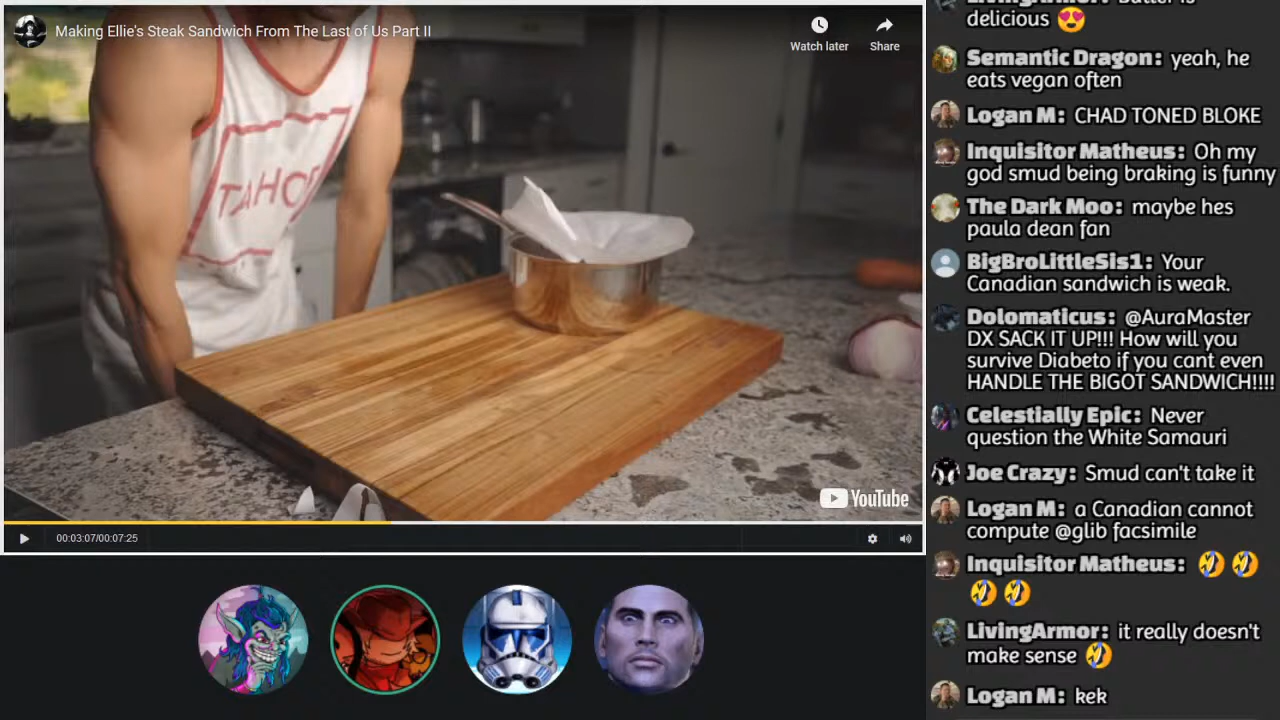 Making Ellie's Steak Sandwich From The Last of Us Part II
Watch later
Share
TAHOE
YouTube
00:03:07/00:07:25
delicious 😍
Semantic Dragon: yeah, he
eats vegan often
Logan M: CHAD TONED BLOKE
Inquisitor Matheus: Oh my
god smud being braking is funny
The Dark Moo: maybe hes
paula dean fan
BigBroLittleSis1: Your
Canadian sandwich is weak.
Dolomaticus: @AuraMaster
DX SACK IT UP!!! How will you
survive Diabeto if you cant even
HANDLE THE BIGOT SANDWICH!!!!
Celestially Epic: Never
question the White Samauri
Joe Crazy: Smud can't take it
Logan M: a Canadian cannot
compute @glib facsimile
Inquisitor Matheus: 🤣🤣
🤣🤣
LivingArmor: it really doesn't
make sense 🤣
Logan M: kek